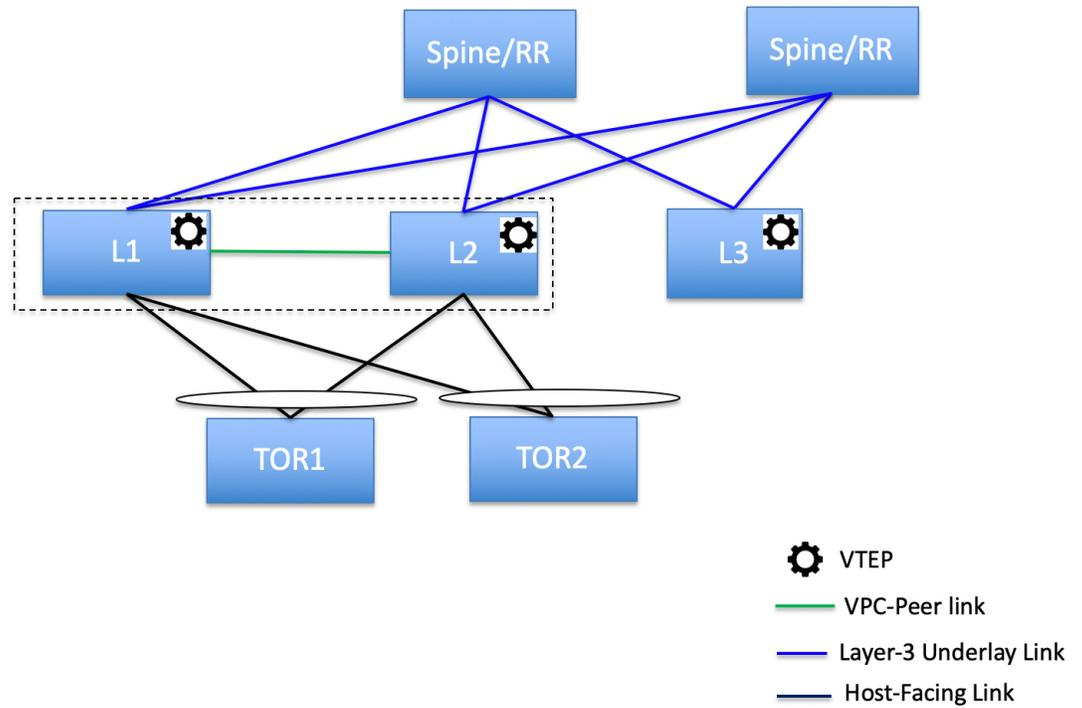 Spine/RR
Spine/RR
L1
L2
L3
TOR1
TOR2
VTEP
VPC-Peer link
Layer-3 Underlay Link
Host-Facing Link